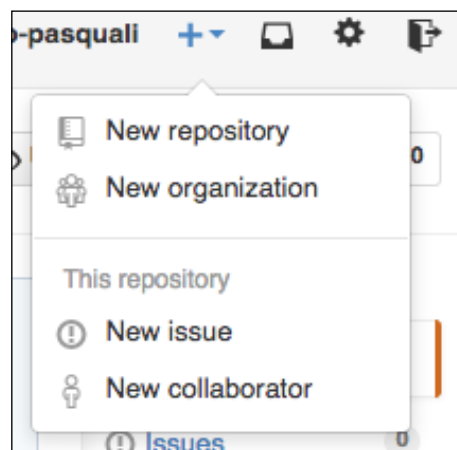 o-pasquali
New repository
0
New organization
This repository
New issue
New collaborator
Issues 0